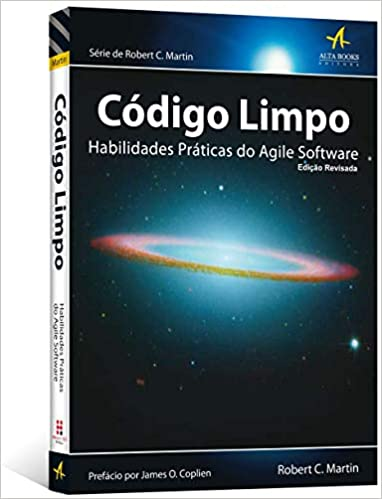 Série de Robert C. Martin
ALTA BOOKS
EDITORA
Código Limpo
Habilidades Práticas do Agile Software
Edição Revisada
Prefácio por James O. Coplien
Robert C. Martin
Martin
Código Limpo
Habilidades Práticas
do Agile Software